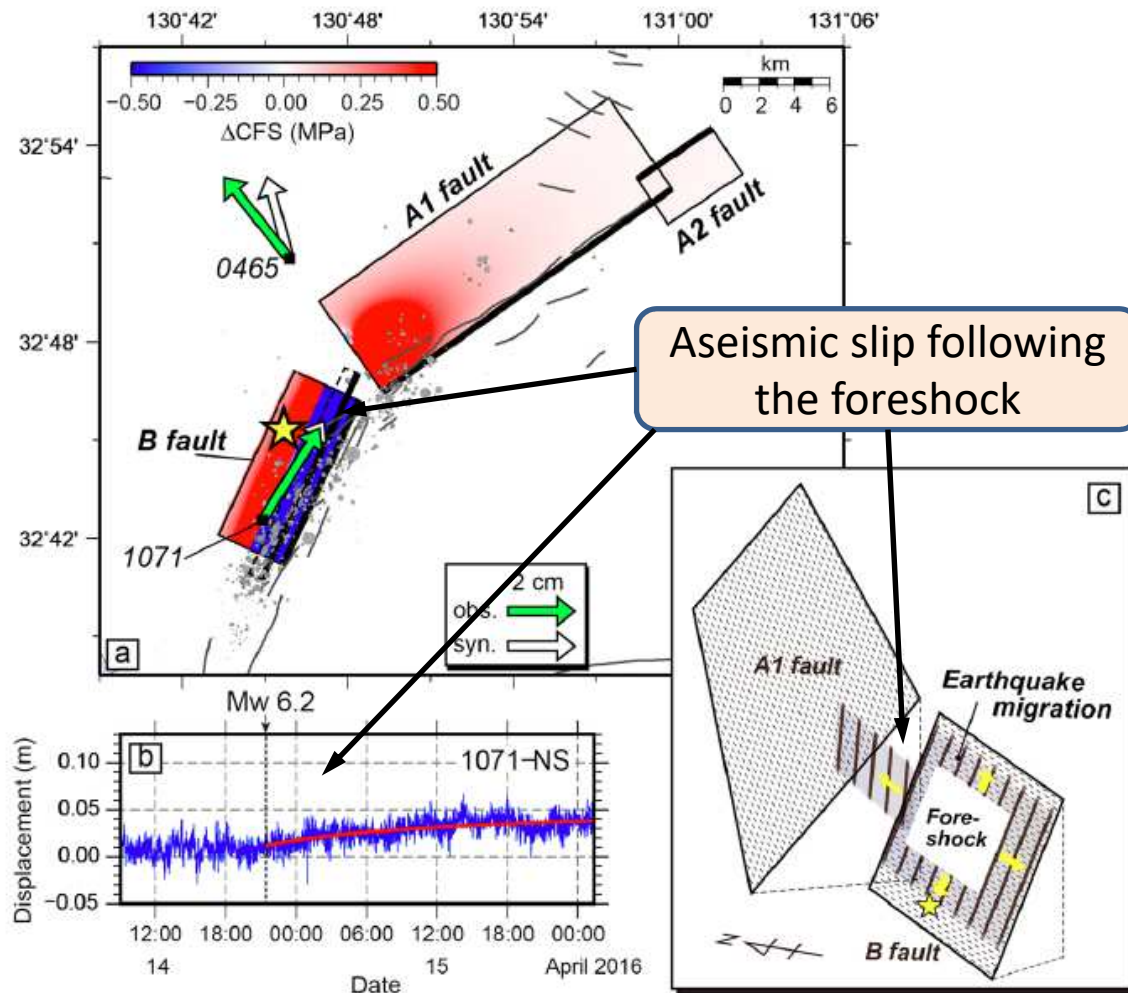 130°42' 130°48' 130°54' 131°00' 131°06'
−0.50 −0.25 0.00 0.25 0.50
ΔCFS (MPa)
km
0 2 4 6
32°54'
32°48'
32°42'
A1 fault
A2 fault
0465
B fault
1071
Aseismic slip following
the foreshock
2 cm
obs.
syn.
a
c
A1 fault
Earthquake
migration
Fore-
shock
B fault
N
Mw 6.2
b
1071−NS
Displacement (m)
0.10
0.05
0.00
−0.05
12:00 18:00 00:00 06:00 12:00 18:00 00:00
14 15 April 2016
Date